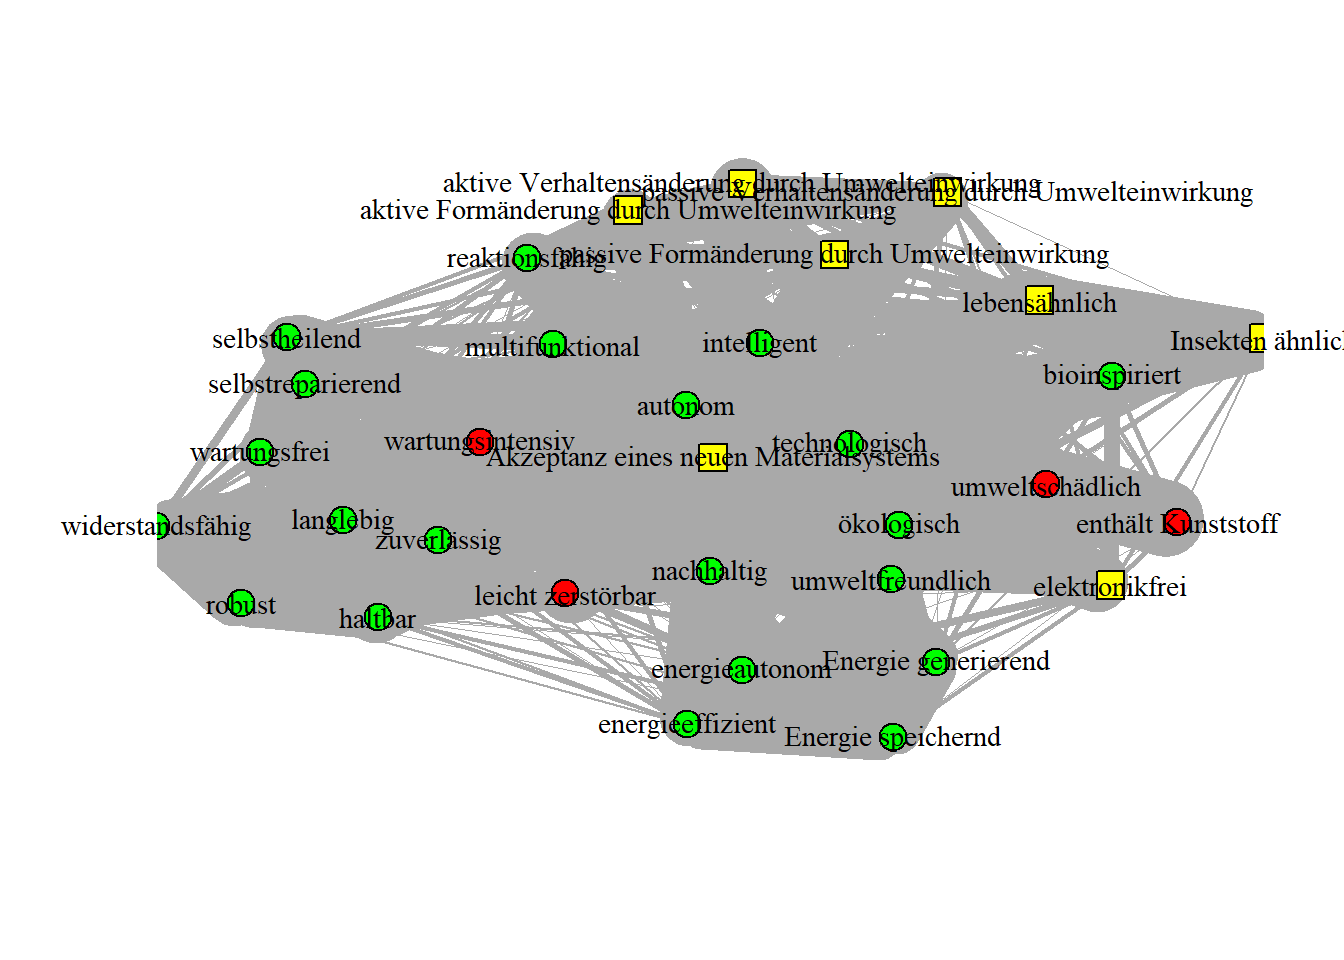 aktive Verhaltensänderung durch Umwelteinwirkung
passive Verhaltensänderung durch Umwelteinwirkung
aktive Formänderung durch Umwelteinwirkung
reaktionsfähig
passive Formänderung durch Umwelteinwirkung
lebensähnlich
selbstheilend
multifunktional
intelligent
Insekten ähnlich
selbstreparierend
bioinspiriert
autonom
wartungsfrei
wartungsintensiv
technologisch
Akzeptanz eines neuen Materialsystems
umweltschädlich
widerstandsfähig
langlebig
zuverlässig
ökologisch
enthält Kunststoff
nachhaltig
umweltfreundlich
elektronikfrei
robust
haltbar
leicht zerstörbar
energieautonom
Energie generierend
energieeffizient
Energie speichernd